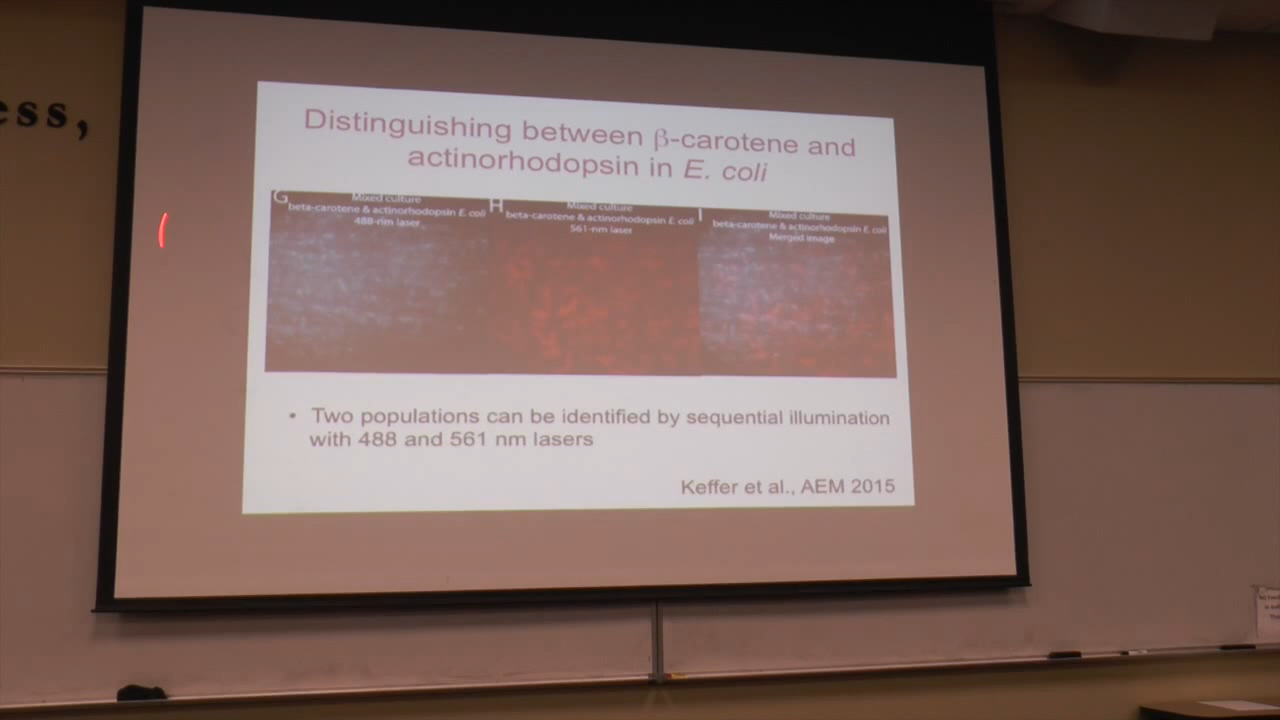 ess,
Distinguishing between β-carotene and
actinorhodopsin in E. coli
G
Mixed culture
beta-carotene & actinorhodopsin E. coli
488-nm laser
H
Mixed culture
beta-carotene & actinorhodopsin E. coli
561-nm laser
I
Mixed culture
beta-carotene & actinorhodopsin E. coli
Merged image
• Two populations can be identified by sequential illumination
with 488 and 561 nm lasers
Keffer et al., AEM 2015